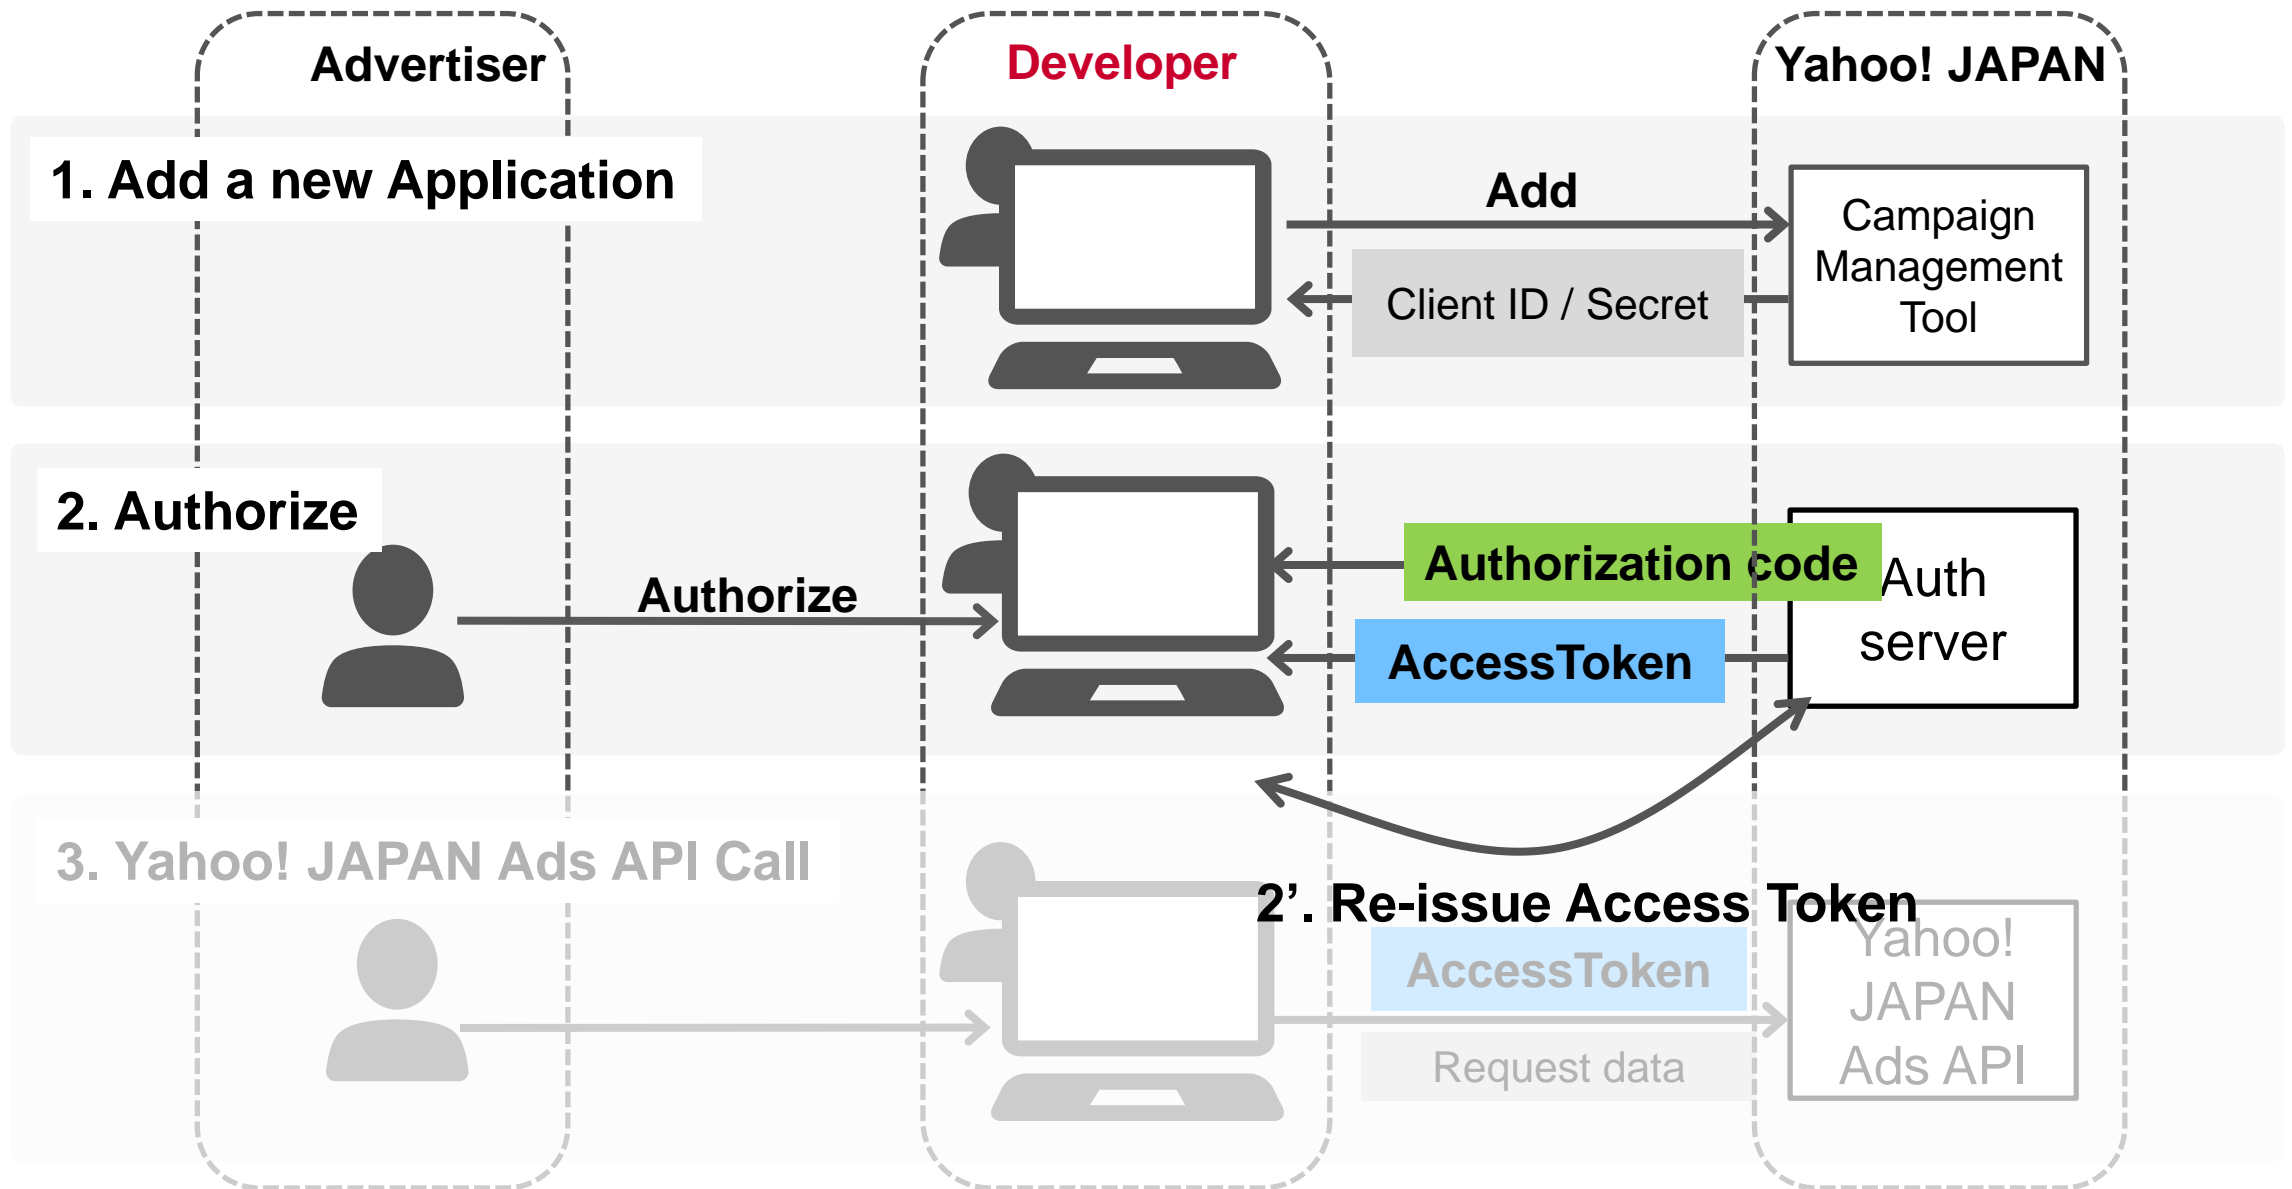 Advertiser
Developer
Yahoo! JAPAN
1. Add a new Application
Add
Client ID / Secret
Campaign
Management
Tool
2. Authorize
Authorize
Authorization code
AccessToken
Auth
server
3. Yahoo! JAPAN Ads API Call
2’. Re-issue Access Token
AccessToken
Request data
Yahoo!
JAPAN
Ads API